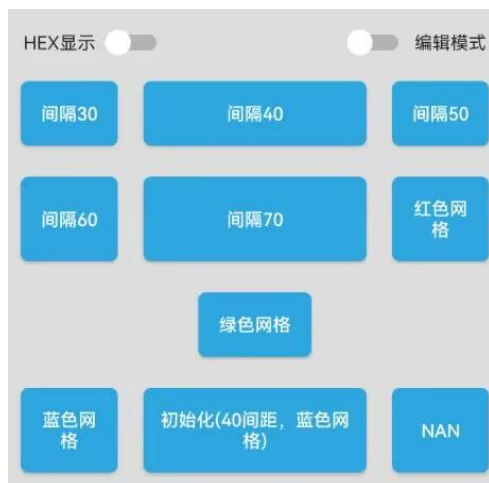 HEX显示
编辑模式
间隔30
间隔40
间隔50
间隔60
间隔70
红色网
格
绿色网格
蓝色网
格
初始化(40间距，蓝色网
格)
NAN